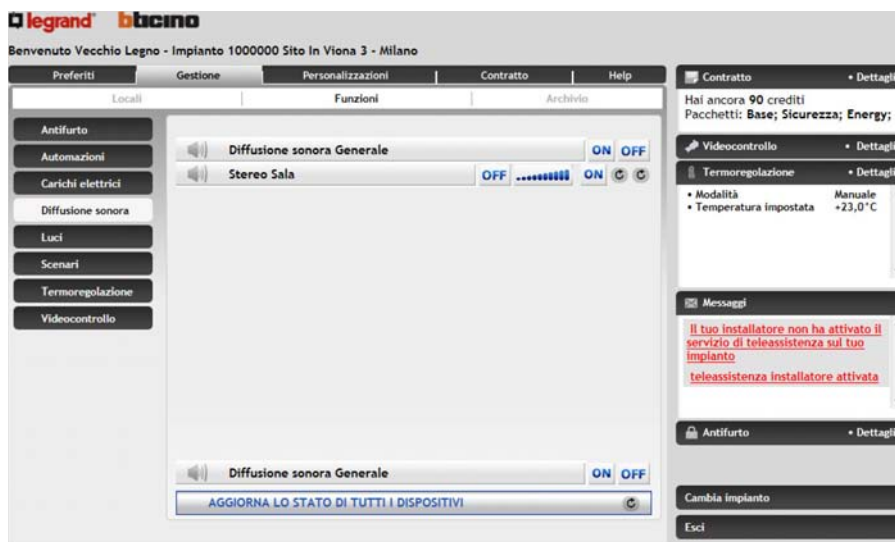 legrand bticino
Benvenuto Vecchio Legno - Impianto 1000000 Sito In Viona 3 - Milano
Preferiti Gestione Personalizzazioni Contratto Help
Locali Funzioni Archivio
Antifurto
Automazioni
Carichi elettrici
Diffusione sonora
Luci
Scenari
Termoregolazione
Videocontrollo
Diffusione sonora Generale ON OFF
Stereo Sala OFF ON
Diffusione sonora Generale ON OFF
AGGIORNA LO STATO DI TUTTI I DISPOSITIVI
Contratto • Dettagli
Hai ancora 90 crediti
Pacchetti: Base; Sicurezza; Energy;
Videocontrollo • Dettagli
Termoregolazione • Dettagli
• Modalità Manuale
• Temperatura impostata +23,0°C
Messaggi
Il tuo installatore non ha attivato il
servizio di teleassistenza sul tuo
impianto
teleassistenza installatore attivata
Antifurto • Dettagli
Cambia impianto
Esci